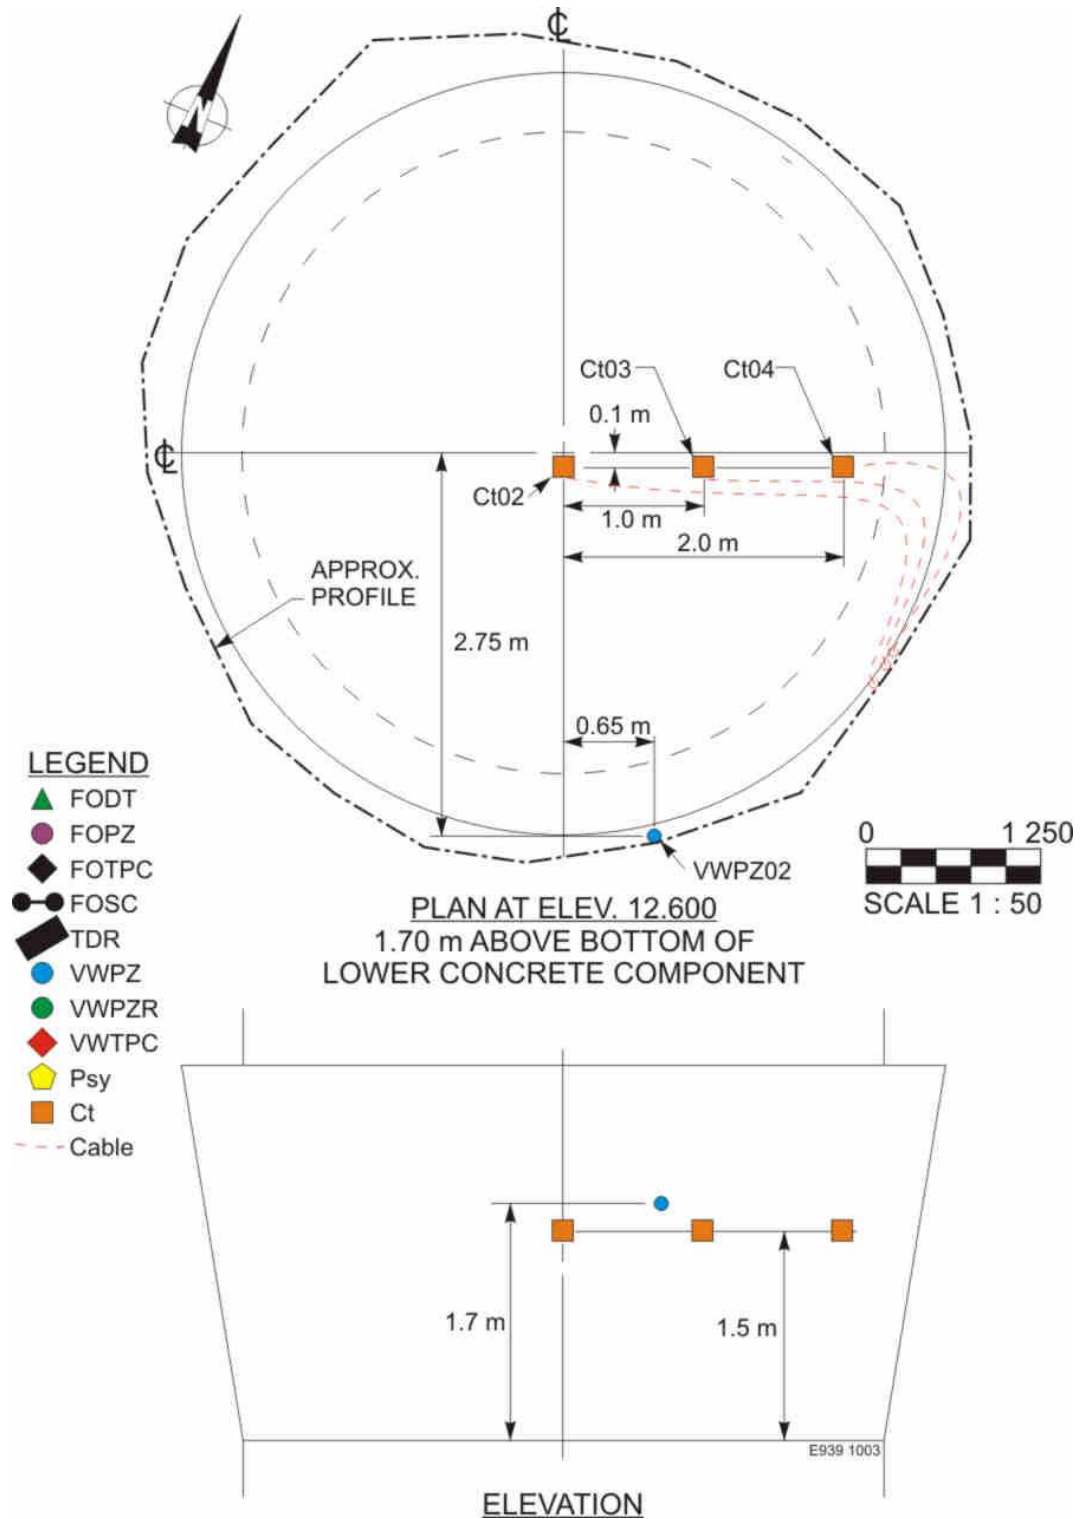 ℄
N
Ct03
Ct04
0.1 m
℄
Ct02
1.0 m
2.0 m
APPROX.
PROFILE
2.75 m
0.65 m
VWPZ02
LEGEND
FODT
FOPZ
FOTPC
FOSC
TDR
VWPZ
VWPZR
VWTPC
Psy
Ct
Cable
0 1 250
SCALE 1 : 50
PLAN AT ELEV. 12.600
1.70 m ABOVE BOTTOM OF
LOWER CONCRETE COMPONENT
1.7 m
1.5 m
E939 1003
ELEVATION